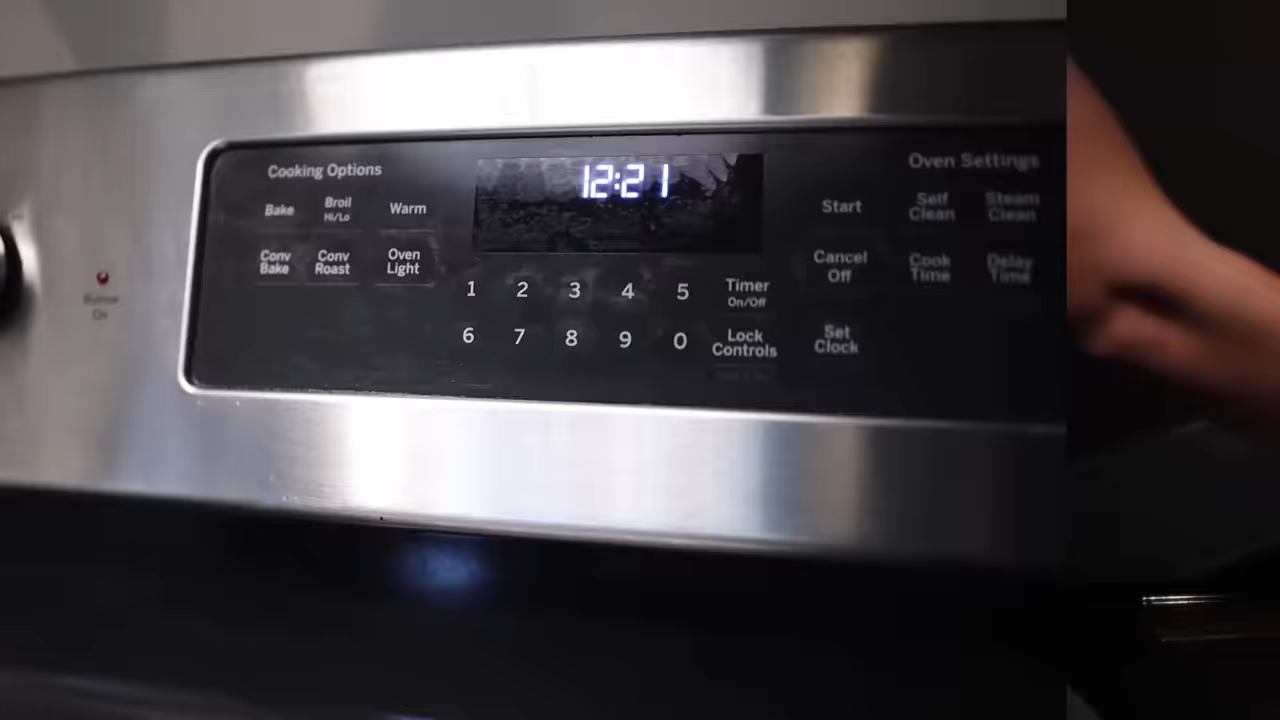 Cooking Options
Bake
Broil
Hi/Lo
Warm
Conv
Bake
Conv
Roast
Oven
Light
12:21
1 2 3 4 5
6 7 8 9 0
Timer
On/Off
Lock
Controls
Start
Cancel
Off
Set
Clock
Oven Settings
Self
Clean
Steam
Clean
Cook
Time
Delay
Time